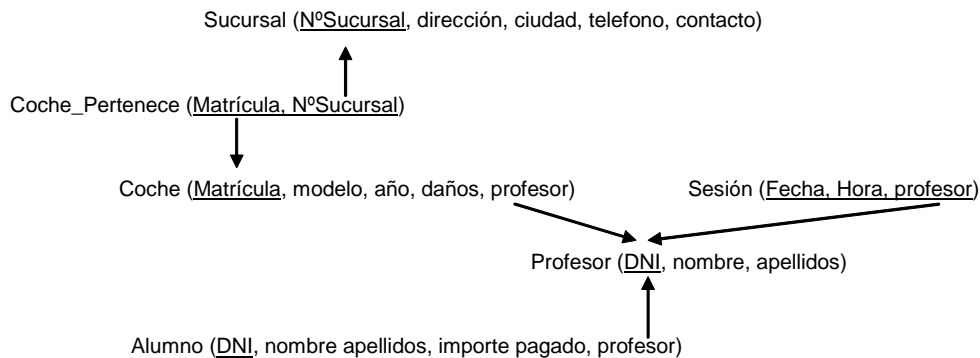 Sucursal (NºSucursal, dirección, ciudad, telefono, contacto)
Coche_Pertenece (Matrícula, NºSucursal)
Coche (Matrícula, modelo, año, daños, profesor)
Sesión (Fecha, Hora, profesor)
Profesor (DNI, nombre, apellidos)
Alumno (DNI, nombre apellidos, importe pagado, profesor)